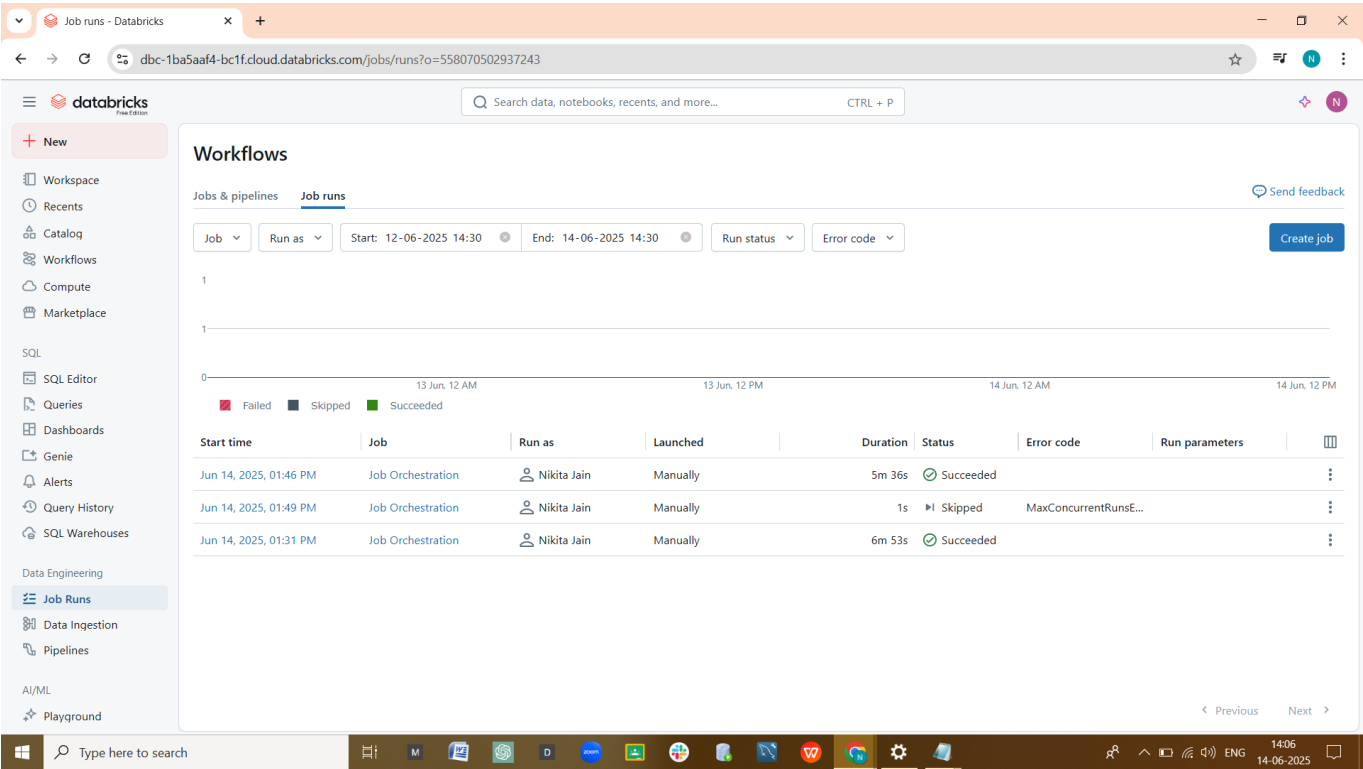 Job runs - Databricks
dbc-1ba5aaf4-bc1f.cloud.databricks.com/jobs/runs?o=558070502937243
N
databricks
Free Edition
Search data, notebooks, recents, and more...
CTRL + P
N
New
Workspace
Recents
Catalog
Workflows
Compute
Marketplace
SQL
SQL Editor
Queries
Dashboards
Genie
Alerts
Query History
SQL Warehouses
Data Engineering
Job Runs
Data Ingestion
Pipelines
AI/ML
Playground
Workflows
Jobs & pipelines Job runs
Send feedback
Job Run as Start: 12-06-2025 14:30 End: 14-06-2025 14:30 Run status Error code Create job
1
1
0
13 Jun, 12 AM 13 Jun, 12 PM 14 Jun, 12 AM 14 Jun, 12 PM
Failed Skipped Succeeded
Start time Job Run as Launched Duration Status Error code Run parameters
Jun 14, 2025, 01:46 PM Job Orchestration Nikita Jain Manually 5m 36s Succeeded
Jun 14, 2025, 01:49 PM Job Orchestration Nikita Jain Manually 1s Skipped MaxConcurrentRunsE...
Jun 14, 2025, 01:31 PM Job Orchestration Nikita Jain Manually 6m 53s Succeeded
Previous Next
Type here to search
M
D
zoom
N
ENG
14:06
14-06-2025